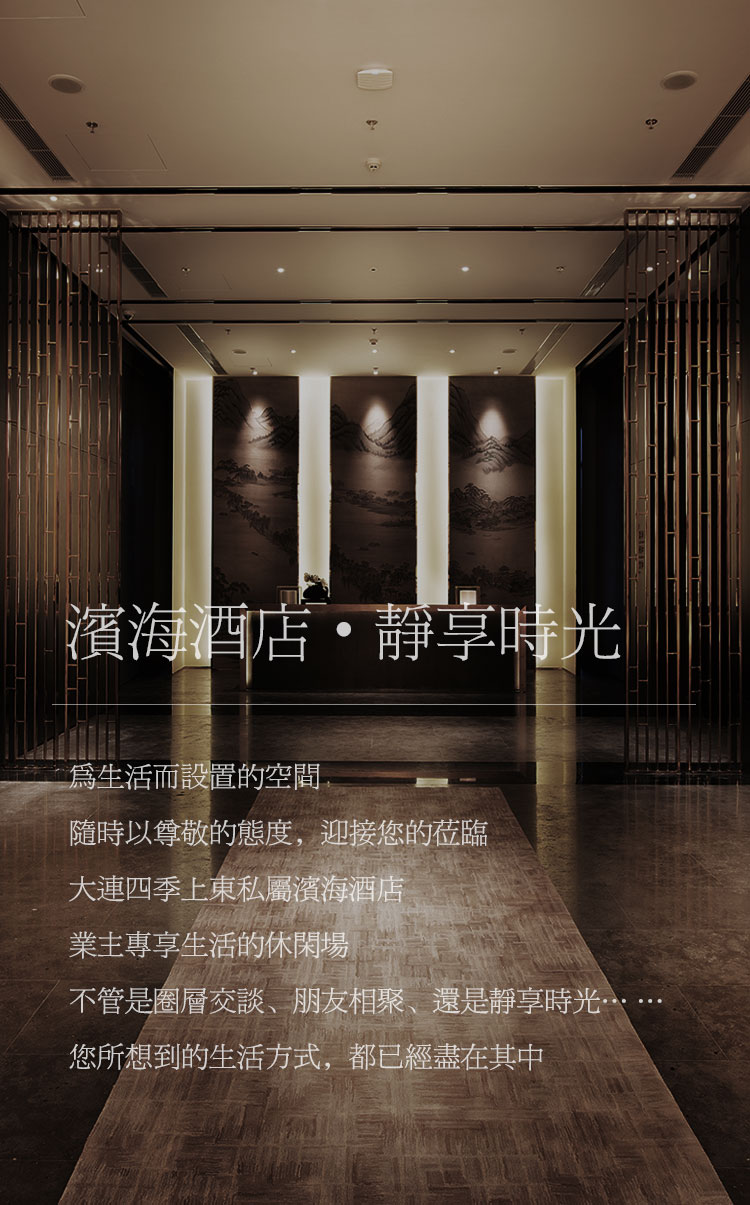 濱海酒店·靜享時光
爲生活而設置的空間
隨時以尊敬的態度，迎接您的莅臨
大連四季上東私屬濱海酒店
業主專享生活的休閑場
不管是圈層交談、朋友相聚、還是靜享時光……
您所想到的生活方式，都已經盡在其中